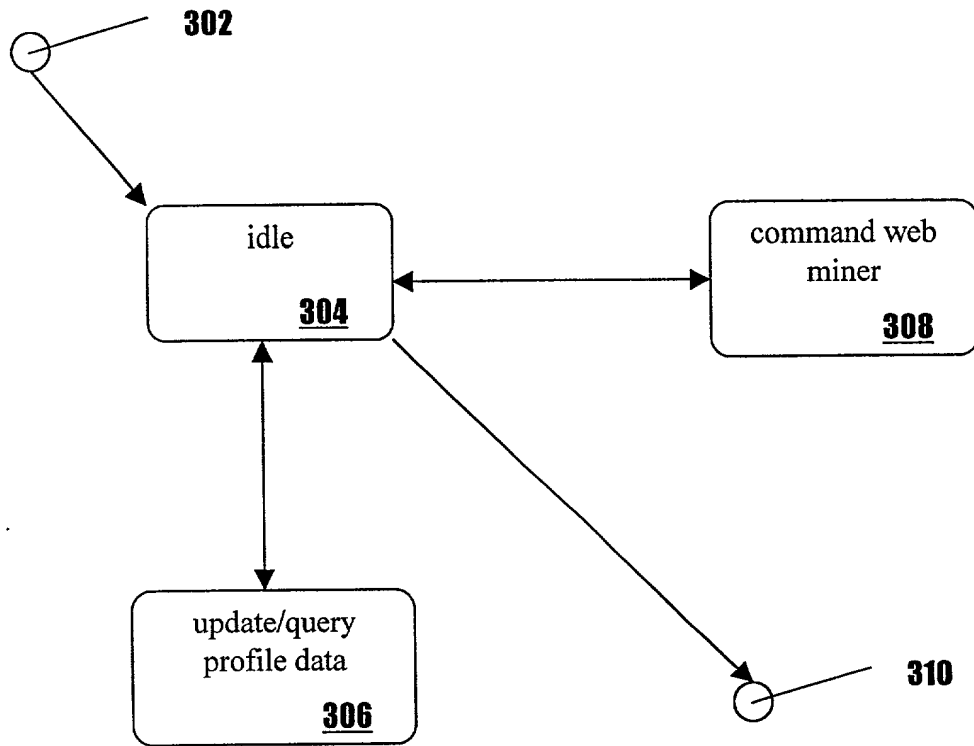 302
idle
304
command web
miner
308
update/query
profile data
306
310